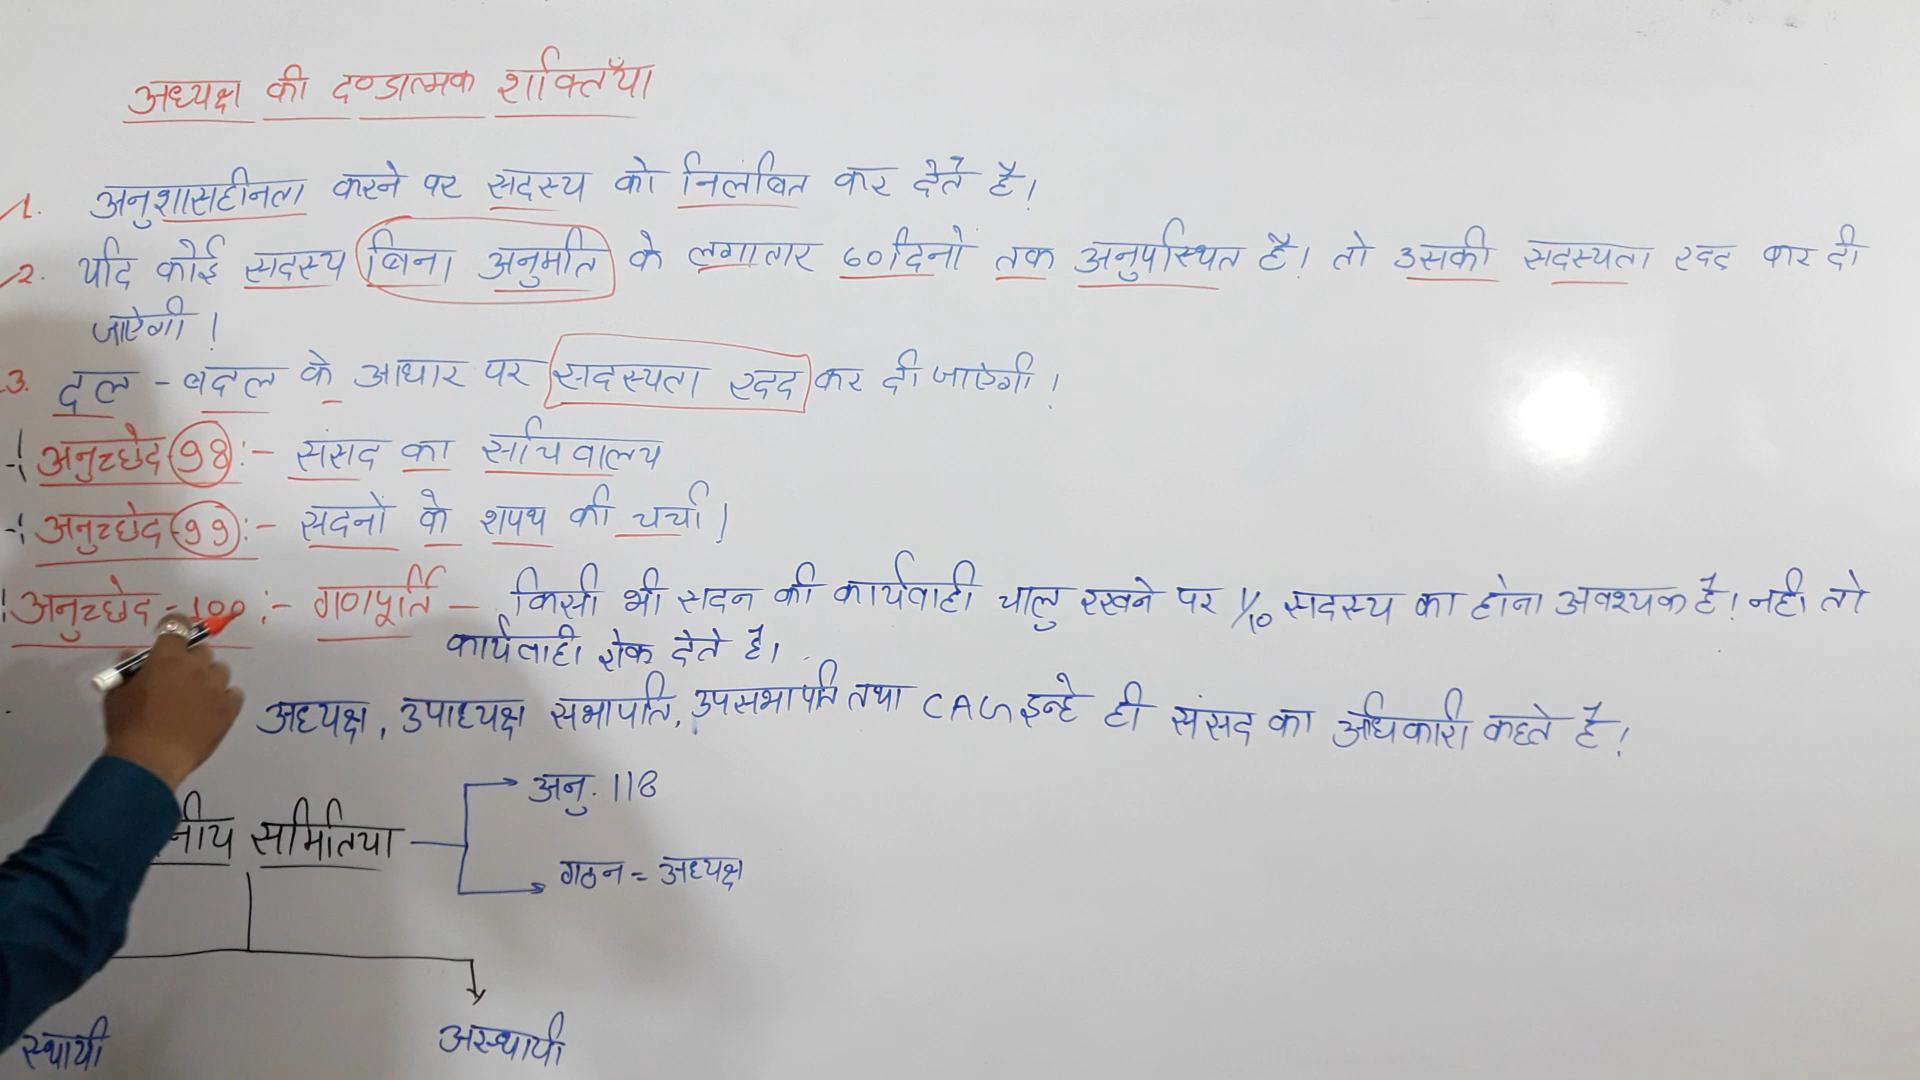 अध्यक्ष की दण्डात्मक शक्तियाँ
1. अनुशासहीनता करने पर सदस्य को निलंबित कर देते है।
2. यदि कोई सदस्य बिना अनुमति के लगातार 60 दिनों तक अनुपस्थित है। तो उसकी सदस्यता रद्द कर दी
जाऐगी।
3. दल - बदल के आधार पर सदस्यता रद्द कर दी जाऐगी।
अनुच्छेद 98 :- संसद का सचिवालय
अनुच्छेद 99 :- सदनों के शपथ की चर्चा।
अनुच्छेद - 100 :- गणपूर्ति - किसी भी सदन की कार्यवाही चालु रखने पर 1/10 सदस्य का होना अवश्यक है। नही तो
कार्यवाही रोक देते है।
अध्यक्ष, उपाध्यक्ष सभापति, उपसभापति तथा CAG इन्हे ही संसद का अधिकारी कहते है।
अनु. 118
नीय समितिया
गठन = अध्यक्ष
स्थायी अस्थायी